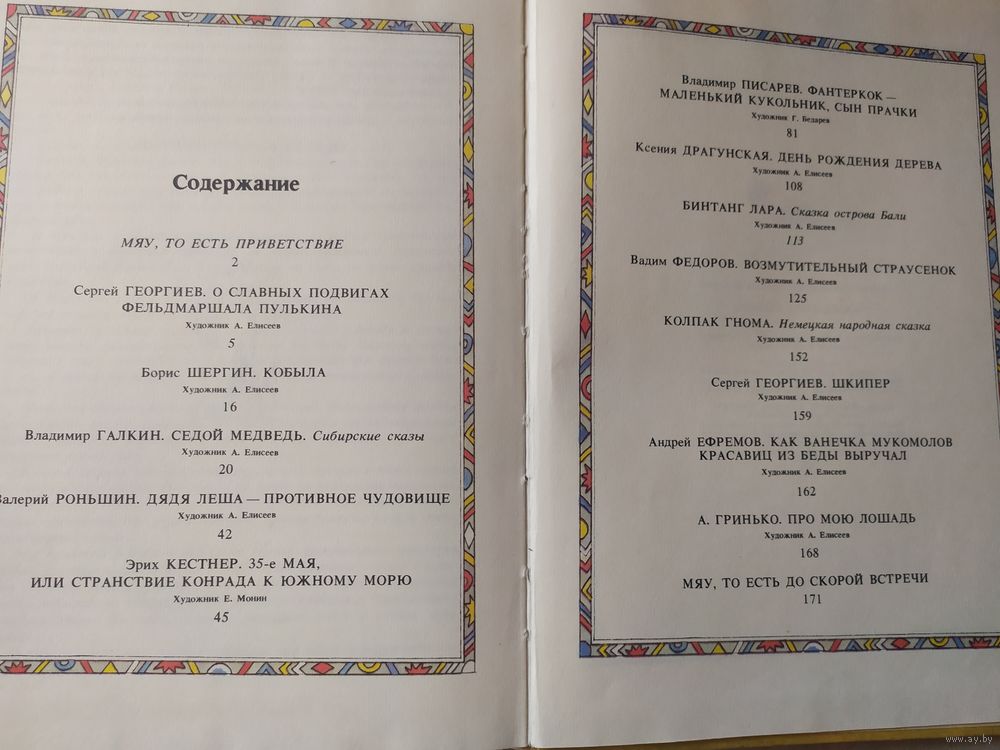 Содержание
МЯУ, ТО ЕСТЬ ПРИВЕТСТВИЕ
2
Сергей ГЕОРГИЕВ. О СЛАВНЫХ ПОДВИГАХ
ФЕЛЬДМАРШАЛА ПУЛЬКИНА
Художник А. Елисеев
5
Борис ШЕРГИН. КОБЫЛА
Художник А. Елисеев
16
Владимир ГАЛКИН. СЕДОЙ МЕДВЕДЬ. Сибирские сказы
Художник А. Елисеев
20
Валерий РОНЬШИН. ДЯДЯ ЛЕША — ПРОТИВНОЕ ЧУДОВИЩЕ
Художник А. Елисеев
42
Эрих КЕСТНЕР. 35-е МАЯ,
ИЛИ СТРАНСТВИЕ КОНРАДА К ЮЖНОМУ МОРЮ
Художник Е. Монин
45
Владимир ПИСАРЕВ. ФАНТЕРКОК —
МАЛЕНЬКИЙ КУКОЛЬНИК, СЫН ПРАЧКИ
Художник Г. Бедарев
81
Ксения ДРАГУНСКАЯ. ДЕНЬ РОЖДЕНИЯ ДЕРЕВА
Художник А. Елисеев
108
БИНТАНГ ЛАРА. Сказка острова Бали
Художник А. Елисеев
113
Вадим ФЕДОРОВ. ВОЗМУТИТЕЛЬНЫЙ СТРАУСЕНОК
Художник А. Елисеев
125
КОЛПАК ГНОМА. Немецкая народная сказка
Художник А. Елисеев
152
Сергей ГЕОРГИЕВ. ШКИПЕР
Художник А. Елисеев
159
Андрей ЕФРЕМОВ. КАК ВАНЕЧКА МУКОМОЛОВ
КРАСАВИЦ ИЗ БЕДЫ ВЫРУЧАЛ
Художник А. Елисеев
162
А. ГРИНЬКО. ПРО МОЮ ЛОШАДЬ
Художник А. Елисеев
168
МЯУ, ТО ЕСТЬ ДО СКОРОЙ ВСТРЕЧИ
171
www.ay.by